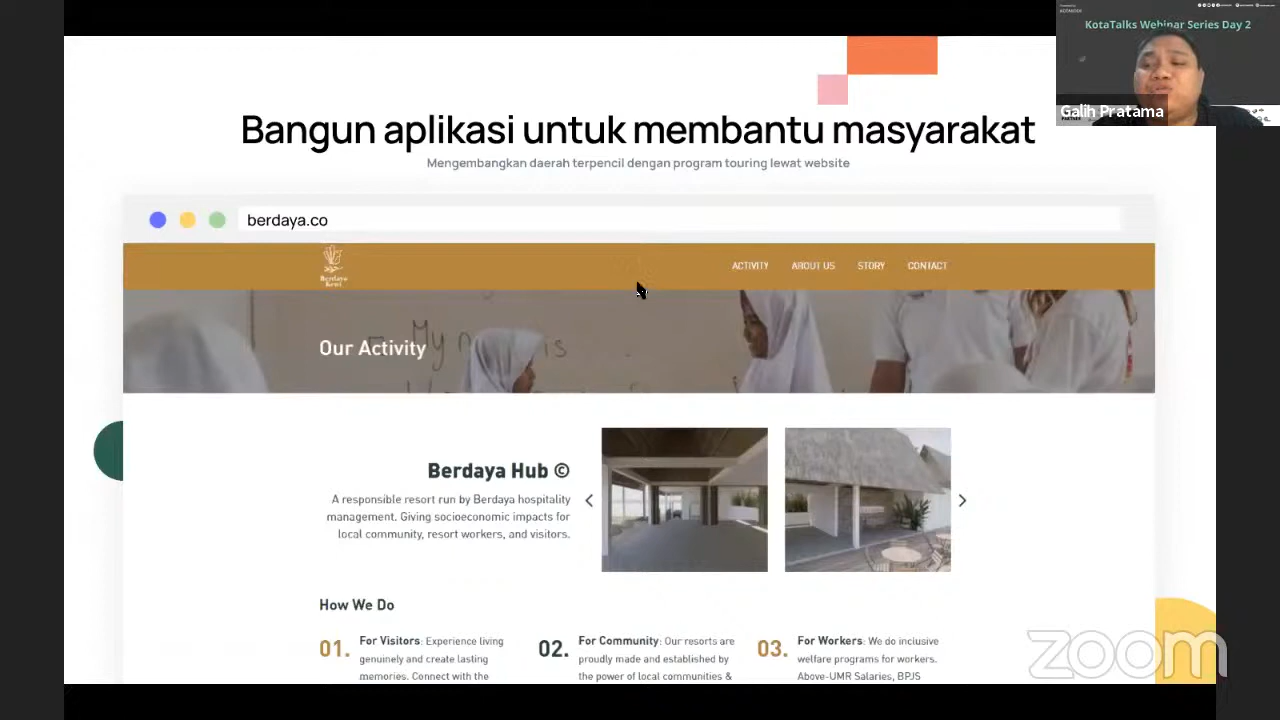 KotaTalks Webinar Series Day 2
Galih Pratama
Bangun aplikasi untuk membantu masyarakat
Mengembangkan daerah terpencil dengan program touring lewat website
berdaya.co
Berdaya
ACTIVITY ABOUT US STORY CONTACT
My n is
Our Activity
Berdaya Hub ©
A responsible resort run by Berdaya hospitality
management. Giving socioeconomic impacts for
local community, resort workers, and visitors.
How We Do
01. For Visitors: Experience living
genuinely and create lasting
memories. Connect with the
02. For Community: Our resorts are
proudly made and established by
the power of local communities &
03. For Workers: We do inclusive
welfare programs for workers.
Above-UMR Salaries, BPJS
zoom